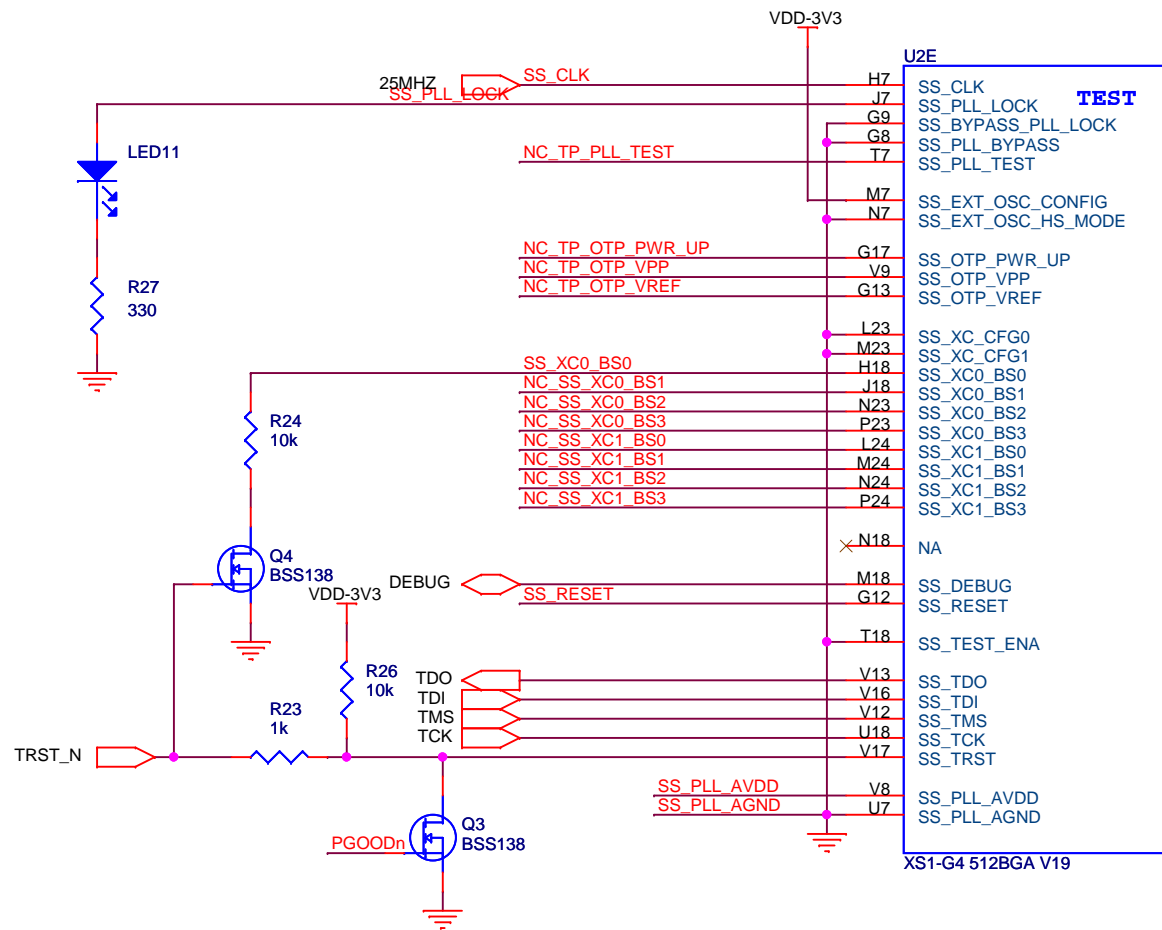 VDD-3V3
U2E
25MHZ
SS_CLK
H7
SS_CLK
SS_PLL_LOCK
J7
SS_PLL_LOCK
TEST
G9
SS_BYPASS_PLL_LOCK
G8
SS_PLL_BYPASS
LED11
NC_TP_PLL_TEST
T7
SS_PLL_TEST
M7
SS_EXT_OSC_CONFIG
N7
SS_EXT_OSC_HS_MODE
NC_TP_OTP_PWR_UP
G17
SS_OTP_PWR_UP
NC_TP_OTP_VPP
V9
SS_OTP_VPP
R27
330
NC_TP_OTP_VREF
G13
SS_OTP_VREF
L23
SS_XC_CFG0
M23
SS_XC_CFG1
SS_XC0_BS0
H18
SS_XC0_BS0
NC_SS_XC0_BS1
J18
SS_XC0_BS1
NC_SS_XC0_BS2
N23
SS_XC0_BS2
R24
10k
NC_SS_XC0_BS3
P23
SS_XC0_BS3
NC_SS_XC1_BS0
L24
SS_XC1_BS0
NC_SS_XC1_BS1
M24
SS_XC1_BS1
NC_SS_XC1_BS2
N24
SS_XC1_BS2
NC_SS_XC1_BS3
P24
SS_XC1_BS3
N18
NA
Q4
BSS138
DEBUG
M18
SS_DEBUG
VDD-3V3
SS_RESET
G12
SS_RESET
T18
SS_TEST_ENA
R26
10k
TDO
V13
SS_TDO
TDI
V16
SS_TDI
R23
1k
TMS
V12
SS_TMS
TCK
U18
SS_TCK
TRST_N
V17
SS_TRST
SS_PLL_AVDD
V8
SS_PLL_AVDD
SS_PLL_AGND
U7
SS_PLL_AGND
Q3
BSS138
PGOODn
XS1-G4 512BGA V19